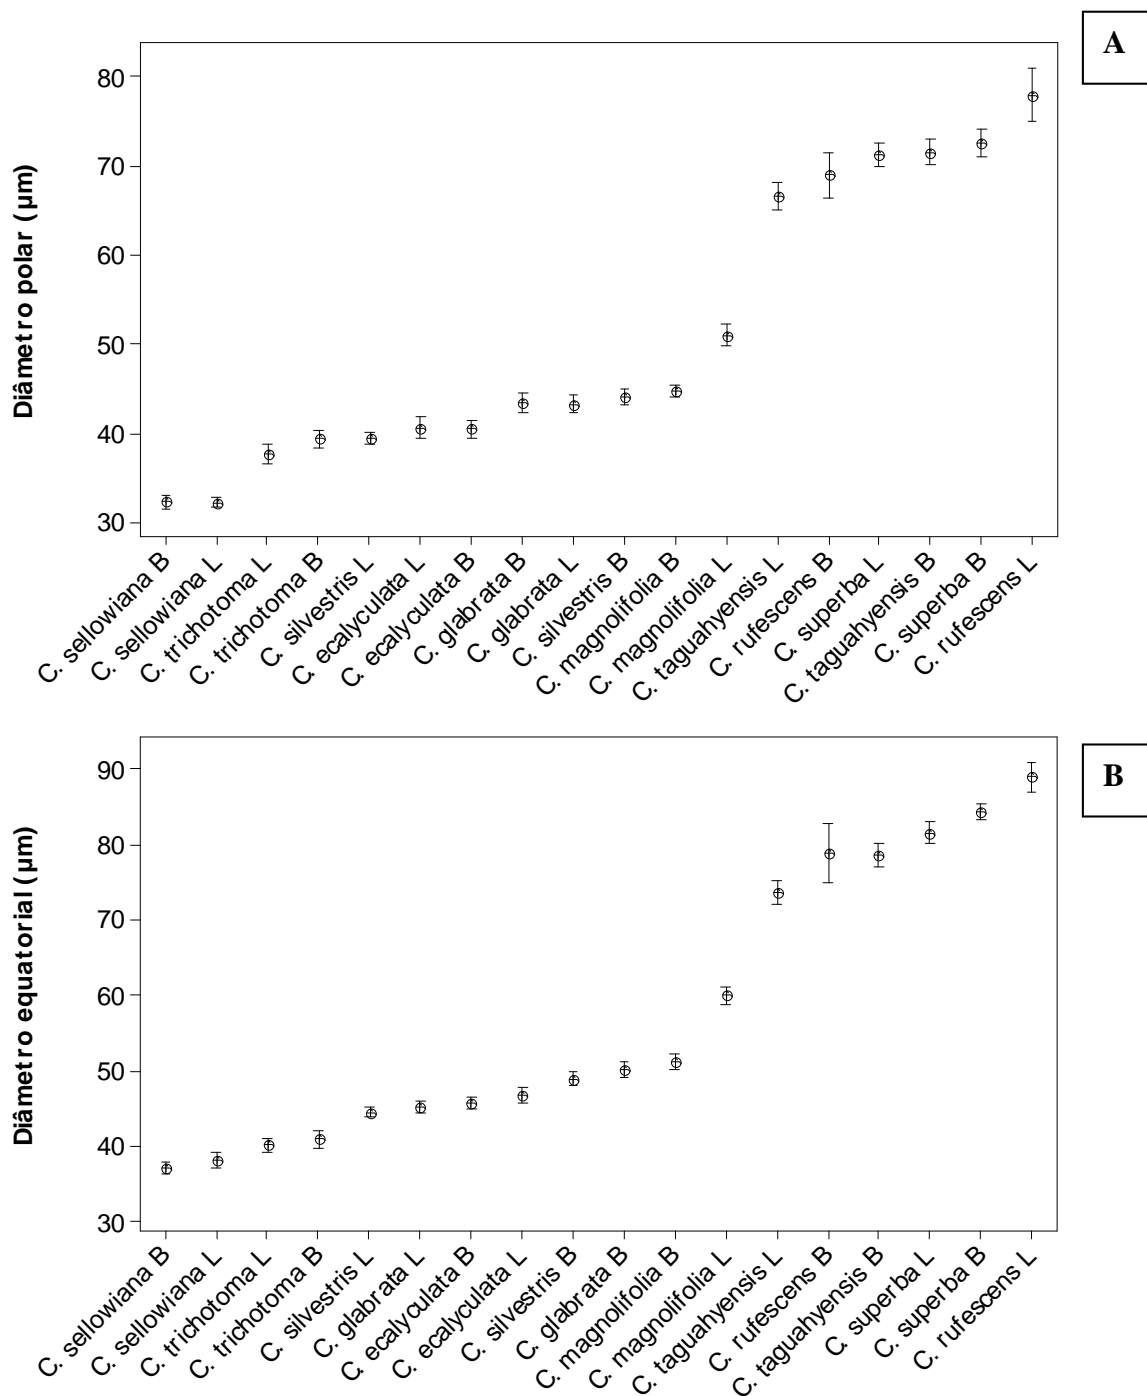 A
Diâmetro polar (µm)
80
70
60
50
40
30
C. sellowiana B
C. sellowiana L
C. trichotoma L
C. trichotoma B
C. silvestris L
C. ecalyculata L
C. ecalyculata B
C. glabrata B
C. glabrata L
C. silvestris B
C. magnolifolia B
C. magnolifolia L
C. taguahyensis L
C. rufescens B
C. superba L
C. taguahyensis B
C. superba B
C. rufescens L
B
Diâmetro equatorial (µm)
90
80
70
60
50
40
30
C. sellowiana B
C. sellowiana L
C. trichotoma L
C. trichotoma B
C. silvestris L
C. glabrata L
C. ecalyculata B
C. ecalyculata L
C. silvestris B
C. glabrata B
C. magnolifolia B
C. magnolifolia L
C. taguahyensis L
C. rufescens B
C. taguahyensis B
C. superba L
C. superba B
C. rufescens L